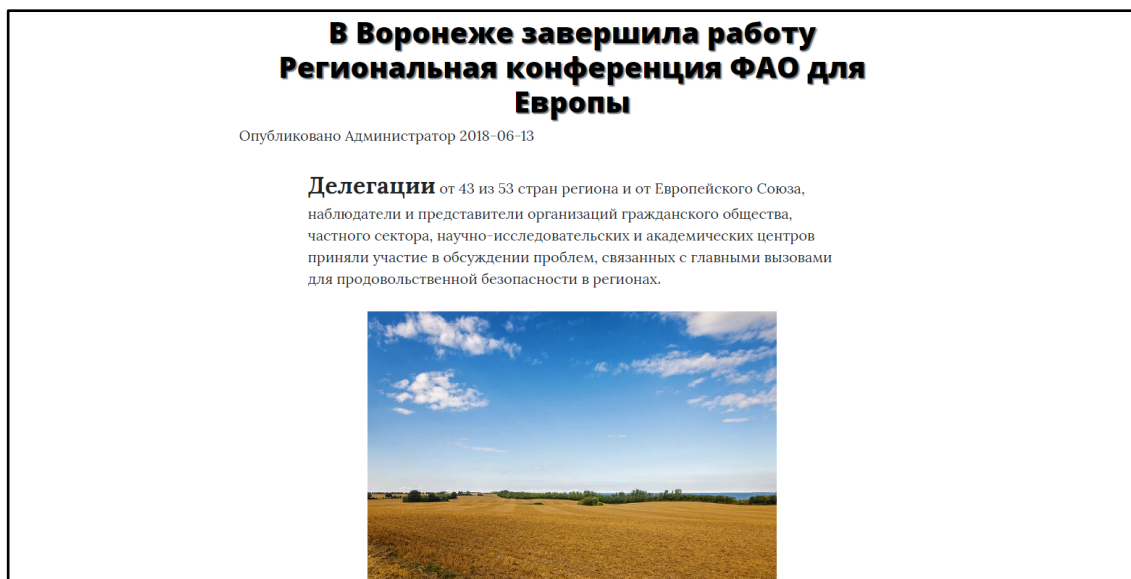 В Воронеже завершила работу
Региональная конференция ФАО для
Европы
Опубликовано Администратор 2018-06-13
Делегации от 43 из 53 стран региона и от Европейского Союза,
наблюдатели и представители организаций гражданского общества,
частного сектора, научно-исследовательских и академических центров
приняли участие в обсуждении проблем, связанных с главными вызовами
для продовольственной безопасности в регионах.